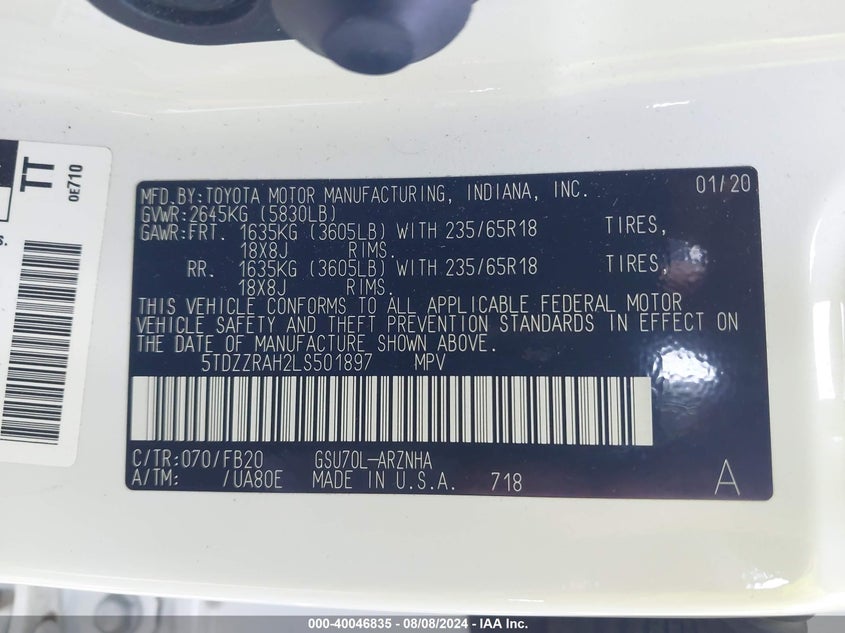 TT
0E710
s.
MFD.BY:TOYOTA MOTOR MANUFACTURING, INDIANA, INC. 01/20
GVWR:2645KG (5830LB)
GAWR:FRT. 1635KG (3605LB) WITH 235/65R18 TIRES,
18X8J RIMS.
RR. 1635KG (3605LB) WITH 235/65R18 TIRES,
18X8J RIMS.
THIS VEHICLE CONFORMS TO ALL APPLICABLE FEDERAL MOTOR
VEHICLE SAFETY AND THEFT PREVENTION STANDARDS IN EFFECT ON
THE DATE OF MANUFACTURE SHOWN ABOVE.
5TDZZRAH2LS501897 MPV
C/TR:070/FB20 GSU70L-ARZNHA
A/TM: /UA80E MADE IN U.S.A. 718 A
000-40046835 - 08/08/2024 - IAA Inc.